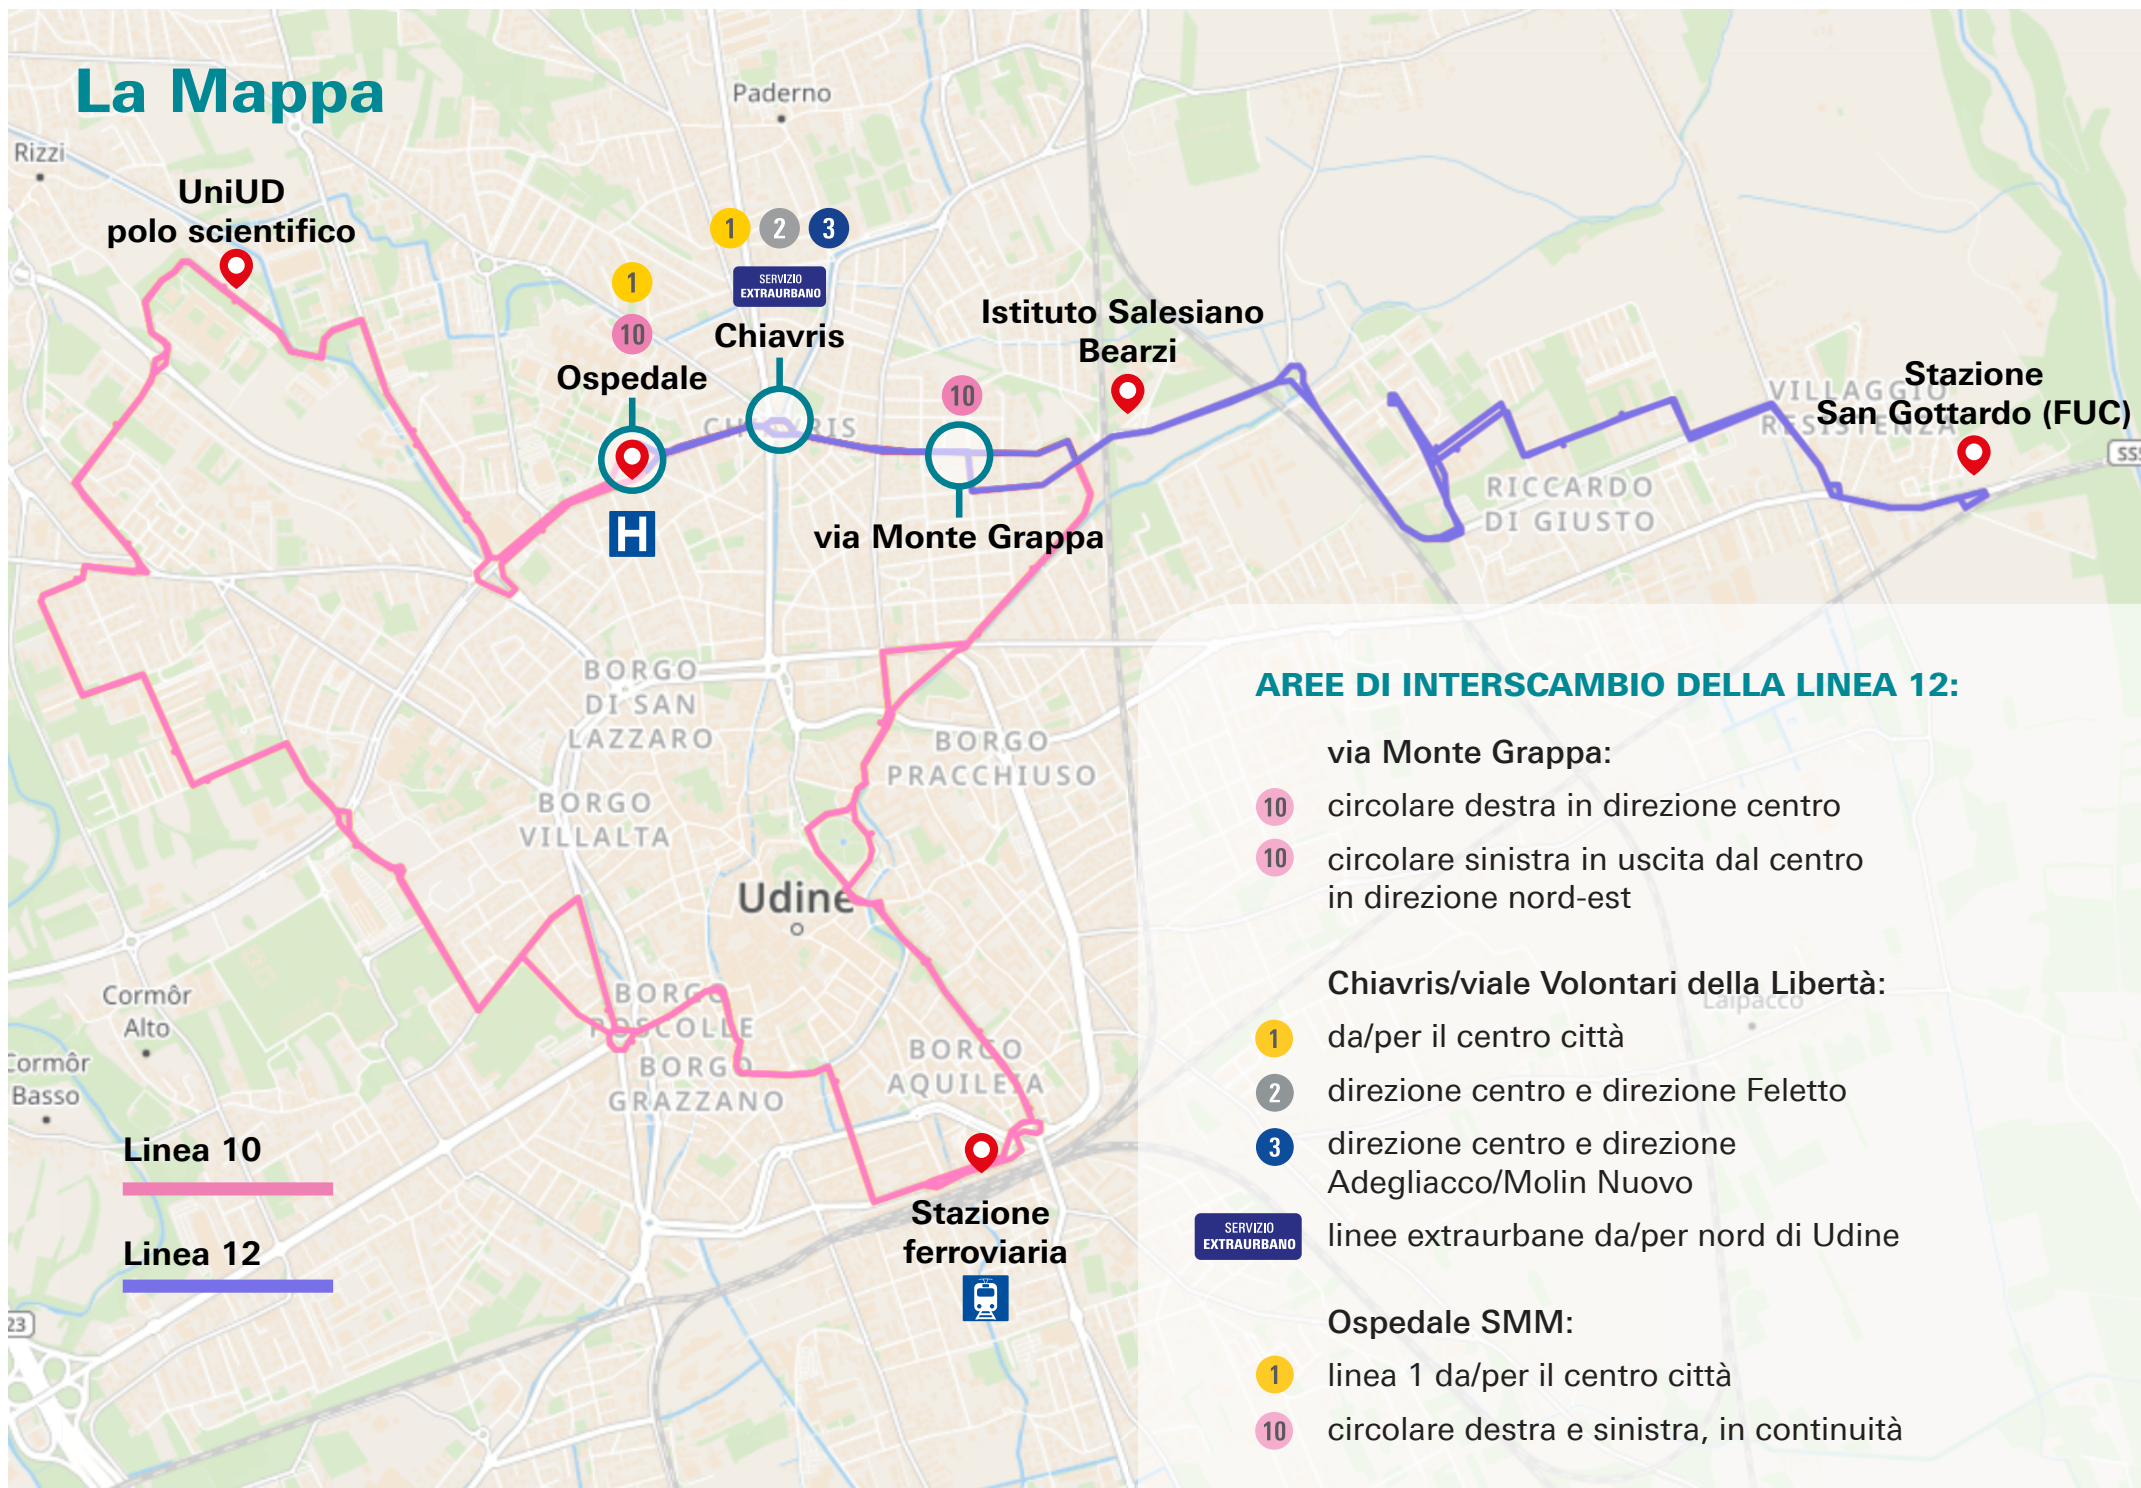 La Mappa
Paderno
Rizzi
UniUD
polo scientifico
1 2 3
SERVIZIO
EXTRAURBANO
1
10
Chiavris
Ospedale
Istituto Salesiano
Bearzi
10
VILLAGGIO
RESISTENZA
Stazione
San Gottardo (FUC)
H
via Monte Grappa
RICCARDO
DI GIUSTO
BORGO
DI SAN
LAZZARO
BORGO
PRACCHIUSO
BORGO
VILLALTA
Udine
Cormôr
Alto
Cormôr
Basso
BORGO
POSCOLLE
BORGO
GRAZZANO
BORGO
AQUILEIA
Linea 10
Linea 12
Stazione
ferroviaria
23
AREE DI INTERSCAMBIO DELLA LINEA 12:
via Monte Grappa:
10 circolare destra in direzione centro
10 circolare sinistra in uscita dal centro
in direzione nord-est
Chiavris/viale Volontari della Libertà:
Laipacco
1 da/per il centro città
2 direzione centro e direzione Feletto
3 direzione centro e direzione
Adegliacco/Molin Nuovo
SERVIZIO
EXTRAURBANO
linee extraurbane da/per nord di Udine
Ospedale SMM:
1 linea 1 da/per il centro città
10 circolare destra e sinistra, in continuità